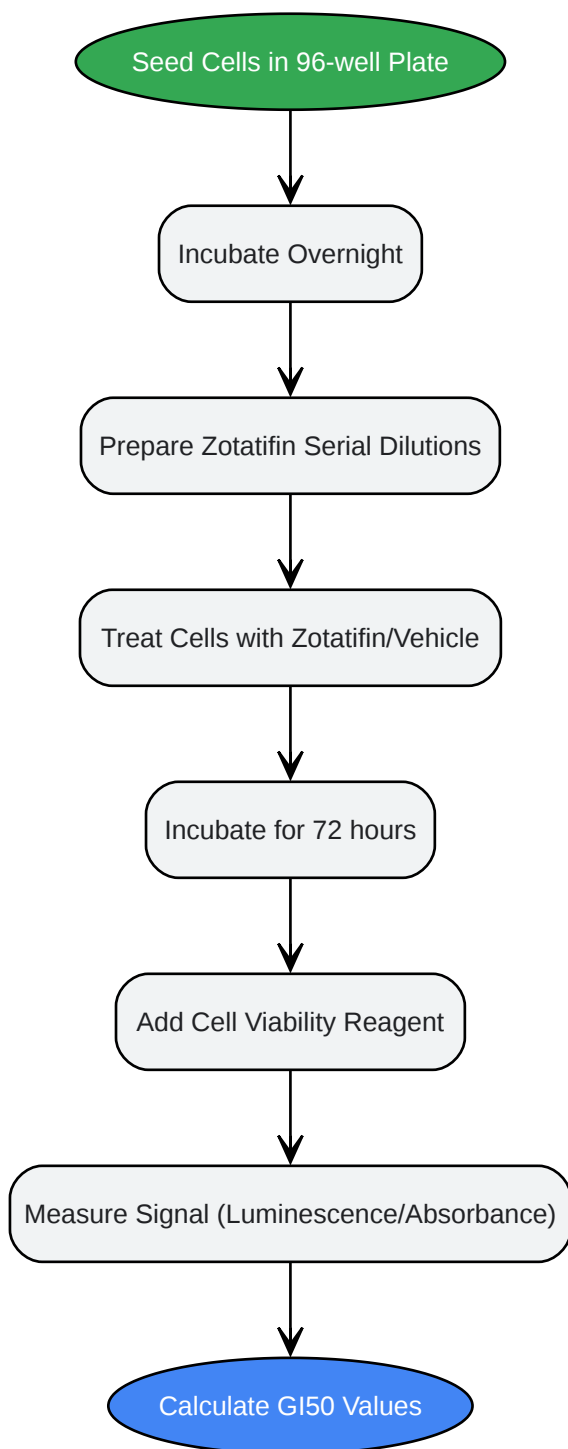 Seed Cells in 96-well Plate
Incubate Overnight
Prepare Zotatifin Serial Dilutions
Treat Cells with Zotatifin/Vehicle
Incubate for 72 hours
Add Cell Viability Reagent
Measure Signal (Luminescence/Absorbance)
Calculate GI50 Values